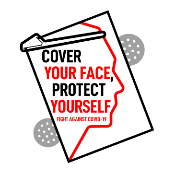 COVER
YOUR FACE,
PROTECT
YOURSELF
FIGHT AGAINST COVID-19